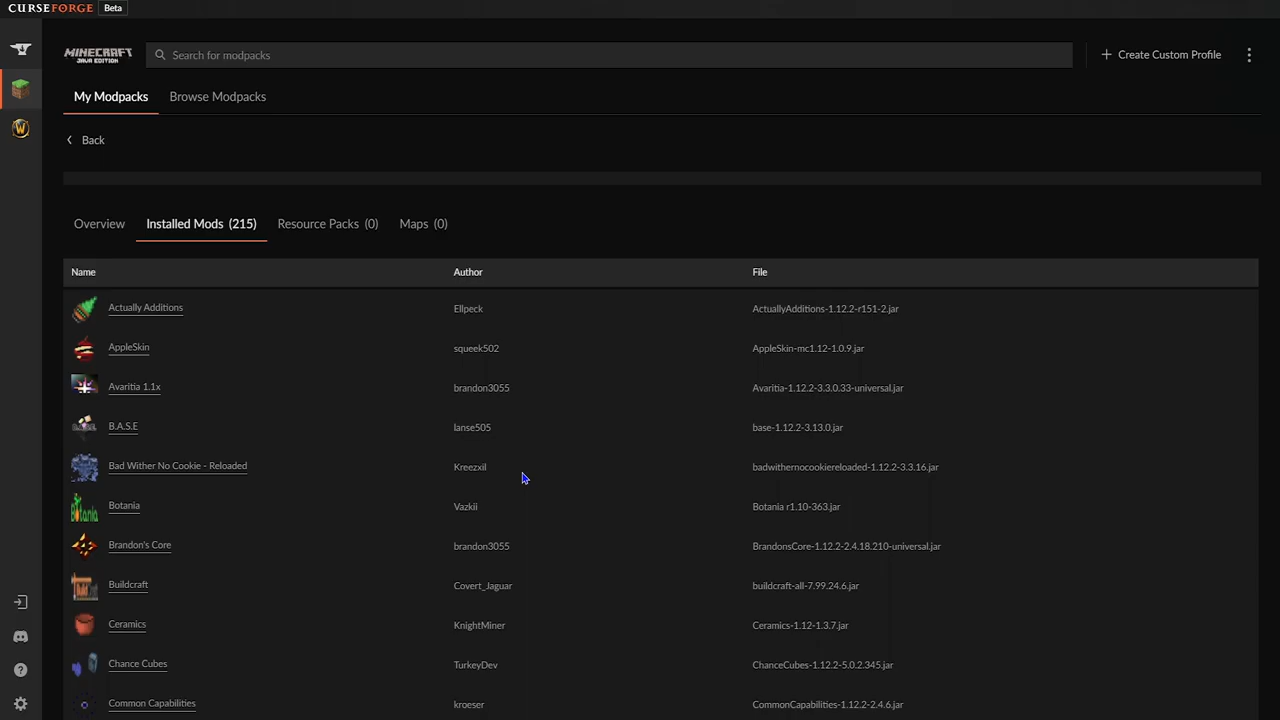 CURSEFORGE Beta
MINECRAFT
JAVA EDITION
Search for modpacks
Create Custom Profile
My Modpacks Browse Modpacks
Back
Overview Installed Mods (215) Resource Packs (0) Maps (0)
Name Author File
Actually Additions Ellpeck ActuallyAdditions-1.12.2-r151-2.jar
AppleSkin squeek502 AppleSkin-mc1.12-1.0.9.jar
Avaritia 1.1x brandon3055 Avaritia-1.12.2-3.3.0.33-universal.jar
B.A.S.E lanse505 base-1.12.2-3.13.0.jar
Bad Wither No Cookie - Reloaded Kreezxil badwithernocookiereloaded-1.12.2-3.3.16.jar
Botania Vazkii Botania r1.10-363.jar
Brandon's Core brandon3055 BrandonsCore-1.12.2-2.4.18.210-universal.jar
Buildcraft Covert_Jaguar buildcraft-all-7.99.24.6.jar
Ceramics KnightMiner Ceramics-1.12-1.3.7.jar
Chance Cubes TurkeyDev ChanceCubes-1.12.2-5.0.2.345.jar
Common Capabilities kroeser CommonCapabilities-1.12.2-2.4.6.jar